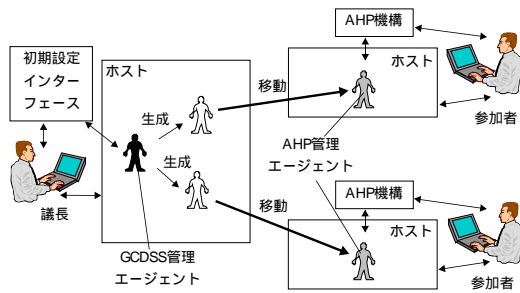 初期設定
インター
フェース
議長
ホスト
生成
生成
GCDSS管理
エージェント
移動
移動
AHP機構
ホスト
参加者
AHP管理
エージェント
AHP機構
ホスト
参加者